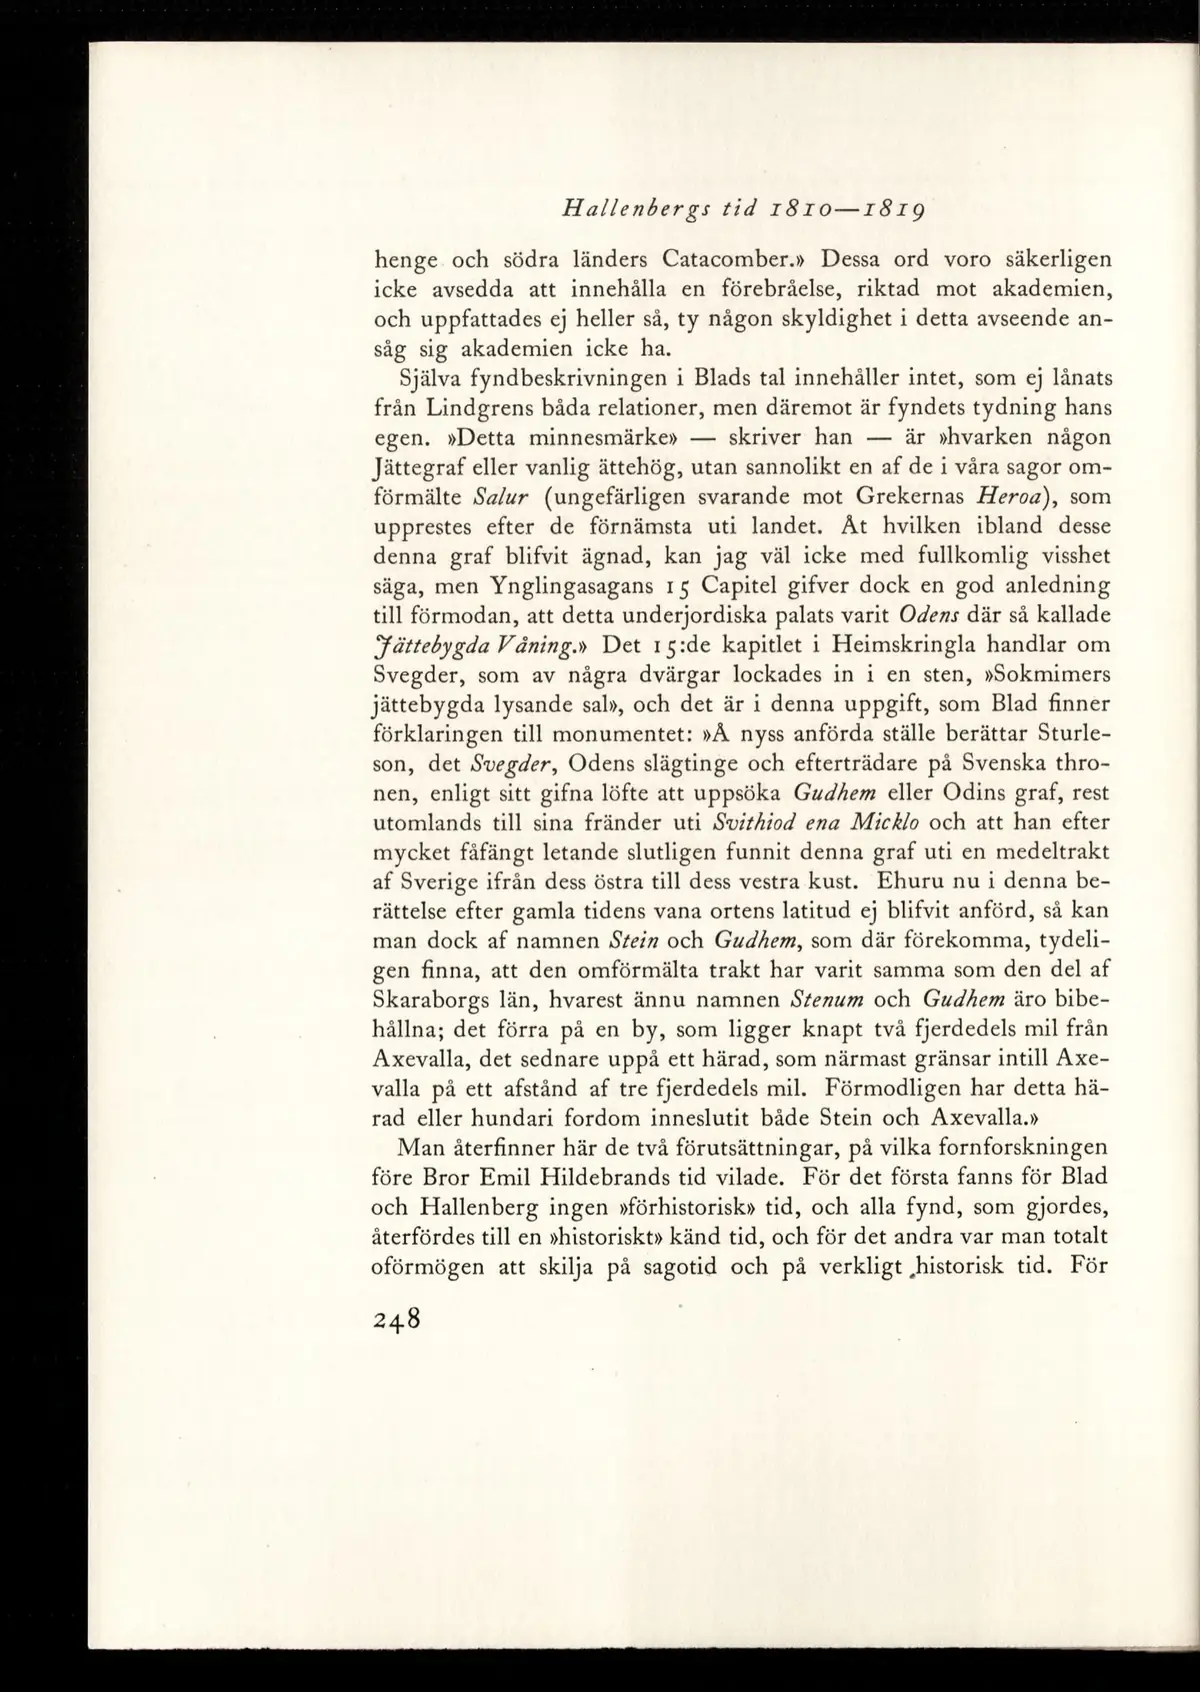 Hallenbergs tid 1810—1819
henge och södra länders Catacomber.» Dessa ord voro säkerligen
icke avsedda att innehålla en förebråelse, riktad mot akademien,
och uppfattades ej heller så, ty någon skyldighet i detta avseende an-
såg sig akademien icke ha.
Själva fyndbeskrivningen i Blads tal innehåller intet, som ej lånats
från Lindgrens båda relationer, men däremot är fyndets tydning hans
egen. »Detta minnesmärke» — skriver han — är »hvarken någon
Jättegraf eller vanlig ättehög, utan sannolikt en af de i våra sagor om-
förmälte Salur (ungefärligen svarande mot Grekernas Heroa), som
upprestes efter de förnämsta uti landet. Åt hvilken ibland desse
denna graf blifvit ägnad, kan jag väl icke med fullkomlig visshet
säga, men Ynglingasagans 15 Capitel gifver dock en god anledning
till förmodan, att detta underjordiska palats varit Odens där så kallade
Jättebygda Våning.» Det 15:de kapitlet i Heimskringla handlar om
Svegder, som av några dvärgar lockades in i en sten, »Sokmimers
jättebygda lysande sal», och det är i denna uppgift, som Blad finner
förklaringen till monumentet: »Å nyss anförda ställe berättar Sturle-
son, det Svegder, Odens slägtinge och efterträdare på Svenska thro-
nen, enligt sitt gifna löfte att uppsöka Gudhem eller Odins graf, rest
utomlands till sina fränder uti Svithiod ena Micklo och att han efter
mycket fåfängt letande slutligen funnit denna graf uti en medeltrakt
af Sverige ifrån dess östra till dess vestra kust. Ehuru nu i denna be-
rättelse efter gamla tidens vana ortens latitud ej blifvit anförd, så kan
man dock af namnen Stein och Gudhem, som där förekomma, tydeli-
gen finna, att den omförmälta trakt har varit samma som den del af
Skaraborgs län, hvarest ännu namnen Stenum och Gudhem äro bibe-
hållna; det förra på en by, som ligger knapt två fjerdedels mil från
Axevalla, det sednare uppå ett härad, som närmast gränsar intill Axe-
valla på ett afstånd af tre fjerdedels mil. Förmodligen har detta hä-
rad eller hundari fordom inneslutit både Stein och Axevalla.»
Man återfinner här de två förutsättningar, på vilka fornforskningen
före Bror Emil Hildebrands tid vilade. För det första fanns för Blad
och Hallenberg ingen »förhistorisk» tid, och alla fynd, som gjordes,
återfördes till en »historiskt» känd tid, och för det andra var man totalt
oförmögen att skilja på sagotid och på verkligt historisk tid. För
248